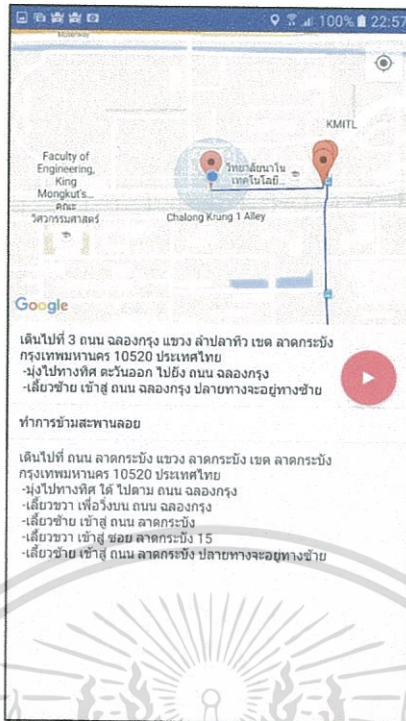 100% 22:57
KMITL
Faculty of
Engineering,
King
Mongkut's...
คณะ
วิศวกรรมศาสตร์
วิทยาลัยนาโน
เทคโนโลยี...
Chalong Krung 1 Alley
Google
เดินไปที่ 3 ถนน ฉลองกรุง แขวง ลำปลาทิว เขต ลาดกระบัง
กรุงเทพมหานคร 10520 ประเทศไทย
-มุ่งไปทางทิศ ตะวันออก ไปยัง ถนน ฉลองกรุง
-เลี้ยวซ้าย เข้าสู่ ถนน ฉลองกรุง ปลายทางจะอยู่ทางซ้าย
ทำการข้ามสะพานลอย
เดินไปที่ ถนน ลาดกระบัง แขวง ลาดกระบัง เขต ลาดกระบัง
กรุงเทพมหานคร 10520 ประเทศไทย
-มุ่งไปทางทิศ ใต้ ไปตาม ถนน ฉลองกรุง
-เลี้ยวขวา เพื่อวิ่งบน ถนน ฉลองกรุง
-เลี้ยวซ้าย เข้าสู่ ถนน ลาดกระบัง
-เลี้ยวขวา เข้าสู่ ซอย ลาดกระบัง 15
-เลี้ยวซ้าย เข้าสู่ ถนน ลาดกระบัง ปลายทางจะอยู่ทางซ้าย